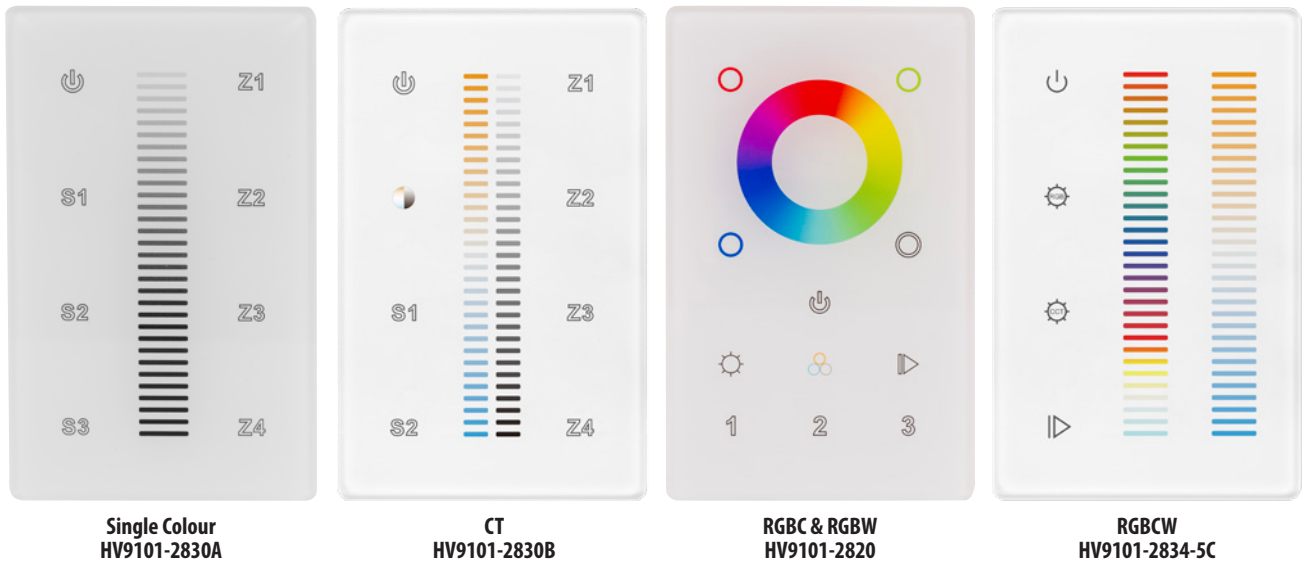 Z1
S1
Z2
S2
Z3
S3
Z4
Z1
Z2
S1
Z3
S2
Z4
1 2 3
RGB
CCT
Single Colour
HV9101-2830A
CT
HV9101-2830B
RGBC & RGBW
HV9101-2820
RGBCW
HV9101-2834-5C